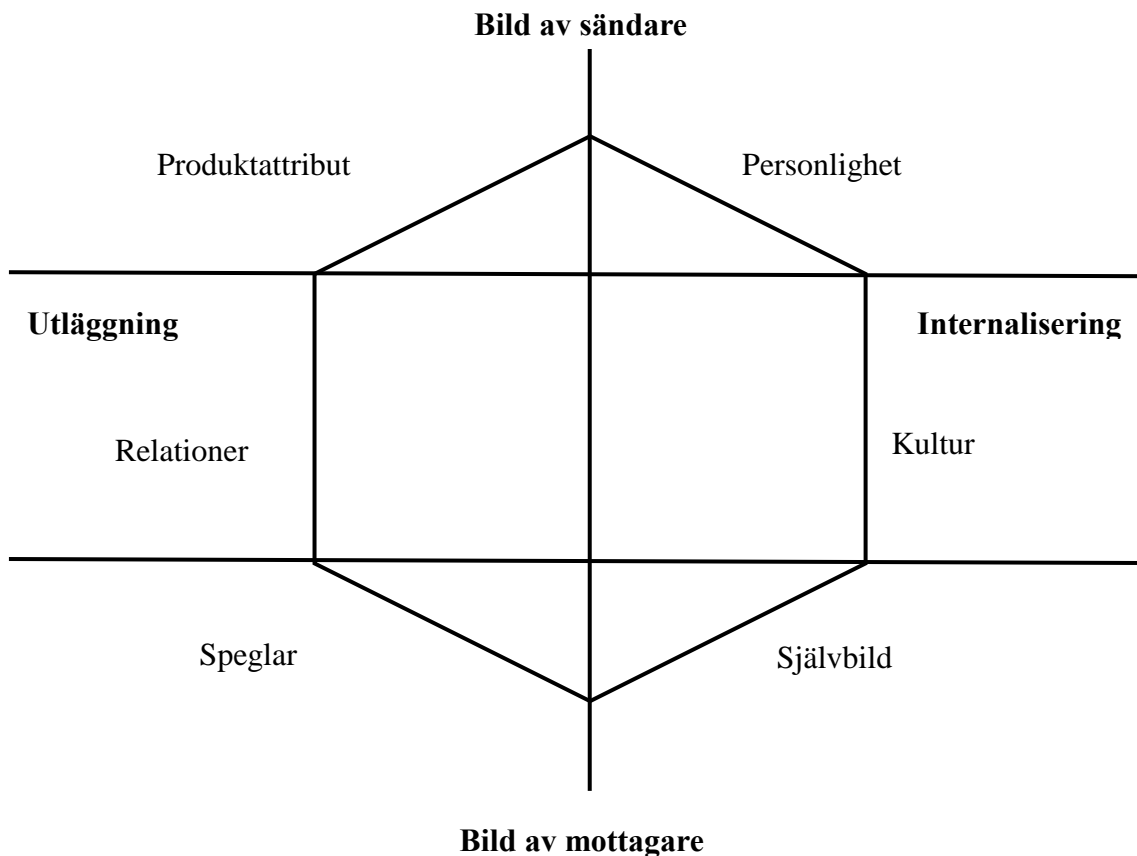 Bild av sändare
Produktattribut
Personlighet
Utläggning
Internalisering
Relationer
Kultur
Speglar
Självbild
Bild av mottagare